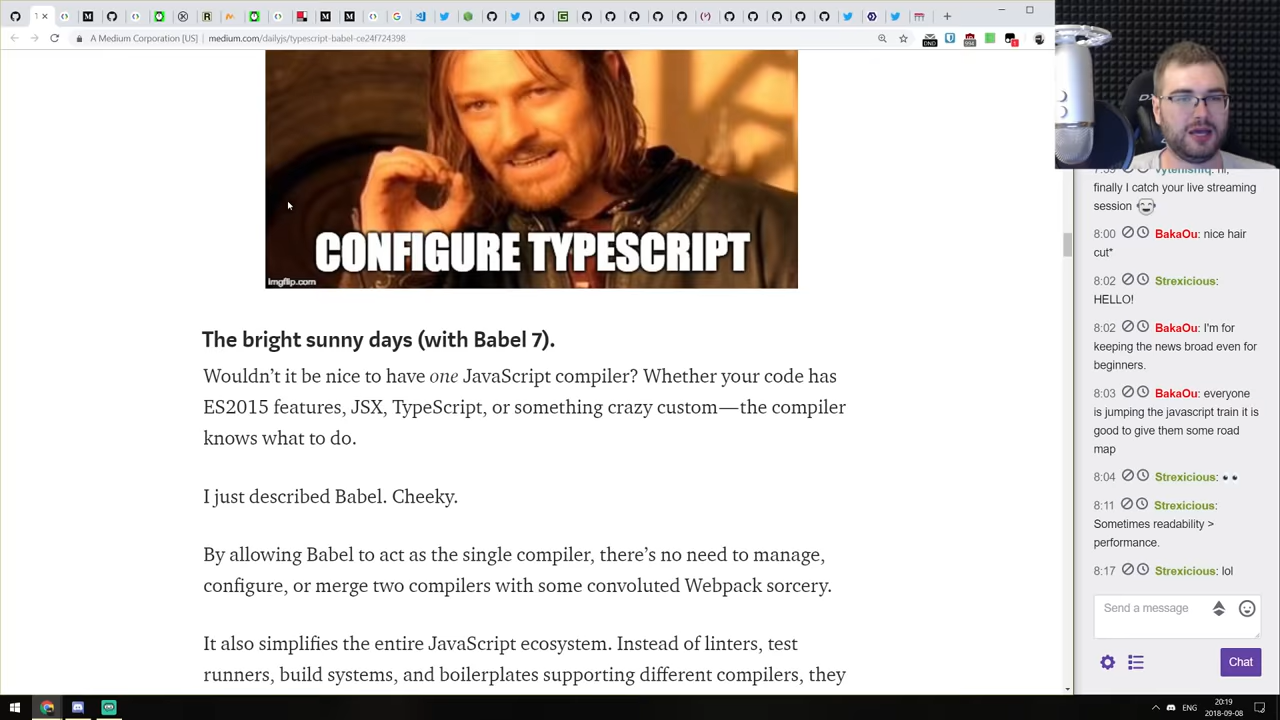 A Medium Corporation [US]
medium.com/dailyjs/typescript-babel-ce24f724398
CONFIGURE TYPESCRIPT
imgflip.com
The bright sunny days (with Babel 7).
Wouldn’t it be nice to have one JavaScript compiler? Whether your code has
ES2015 features, JSX, TypeScript, or something crazy custom—the compiler
knows what to do.
I just described Babel. Cheeky.
By allowing Babel to act as the single compiler, there’s no need to manage,
configure, or merge two compilers with some convoluted Webpack sorcery.
It also simplifies the entire JavaScript ecosystem. Instead of linters, test
runners, build systems, and boilerplates supporting different compilers, they
finally I catch your live streaming
session
8:00 BakaOu: nice hair
cut*
8:02 Strexicious:
HELLO!
8:02 BakaOu: I'm for
keeping the news broad even for
beginners.
8:03 BakaOu: everyone
is jumping the javascript train it is
good to give them some road
map
8:04 Strexicious:
8:11 Strexicious:
Sometimes readability >
performance.
8:17 Strexicious: lol
Send a message
Chat
ENG
20:19
2018-09-08